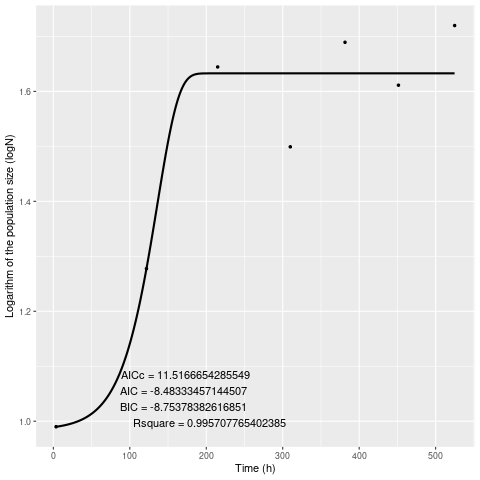 Logarithm of the population size (logN)
1.6
1.4
1.2
1.0
AICc = 11.5166654285549
AIC = -8.48333457144507
BIC = -8.75378382616851
Rsquare = 0.995707765402385
0 100 200 300 400 500
Time (h)